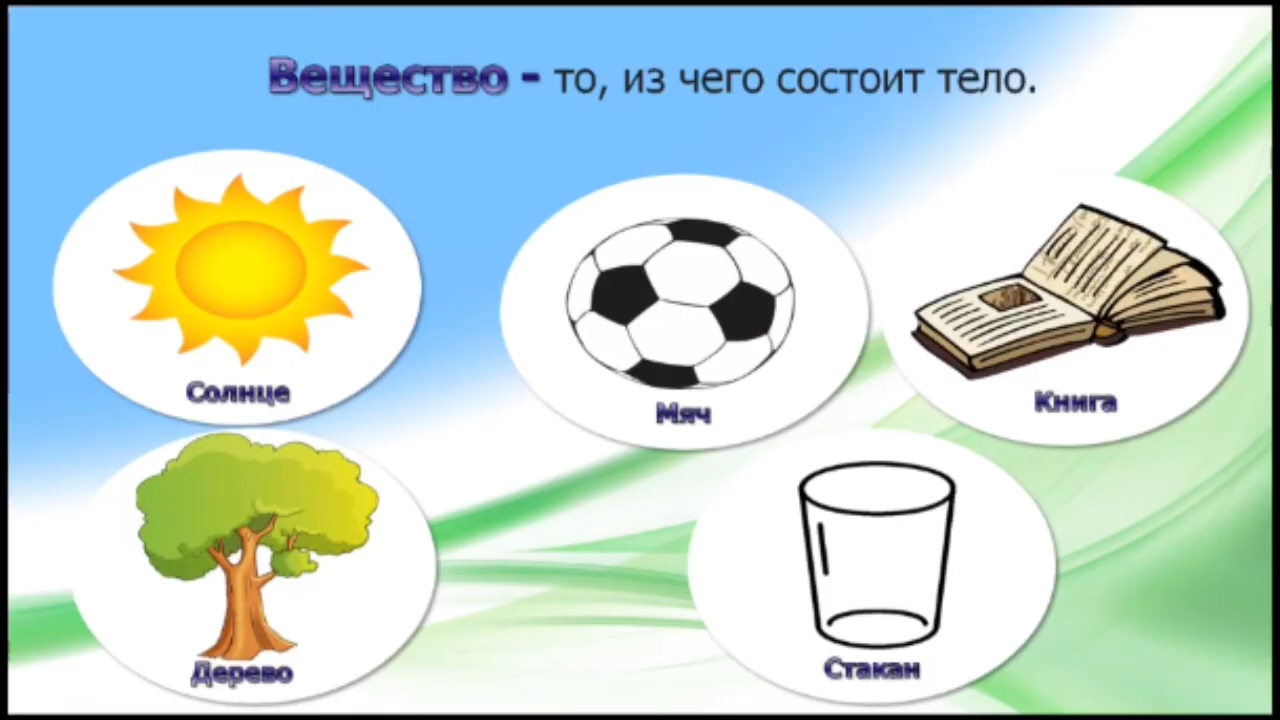 Вещество - то, из чего состоит тело.
Солнце
Мяч
Книга
Дерево
Стакан